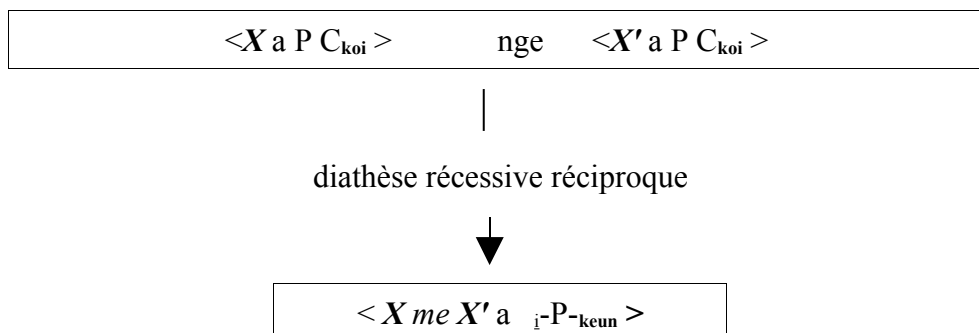 <X a P Ckoi > nge <X' a P Ckoi >
diathèse récessive réciproque
< X me X' a i-P-keun >